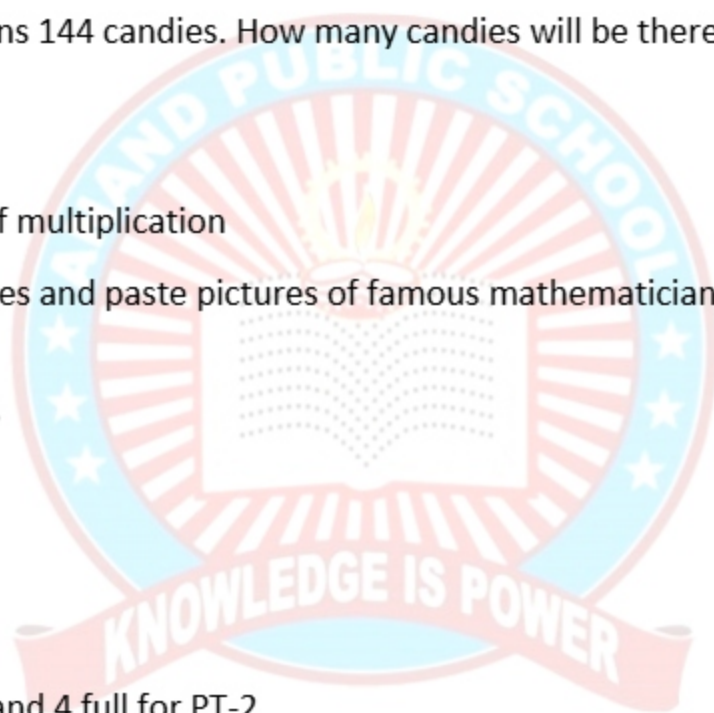 ns 144 candies. How many candies will be there
PUBLIC SCHOOL
f multiplication
es and paste pictures of famous mathematician
KNOWLEDGE IS POWER
and 4 full for PT-2